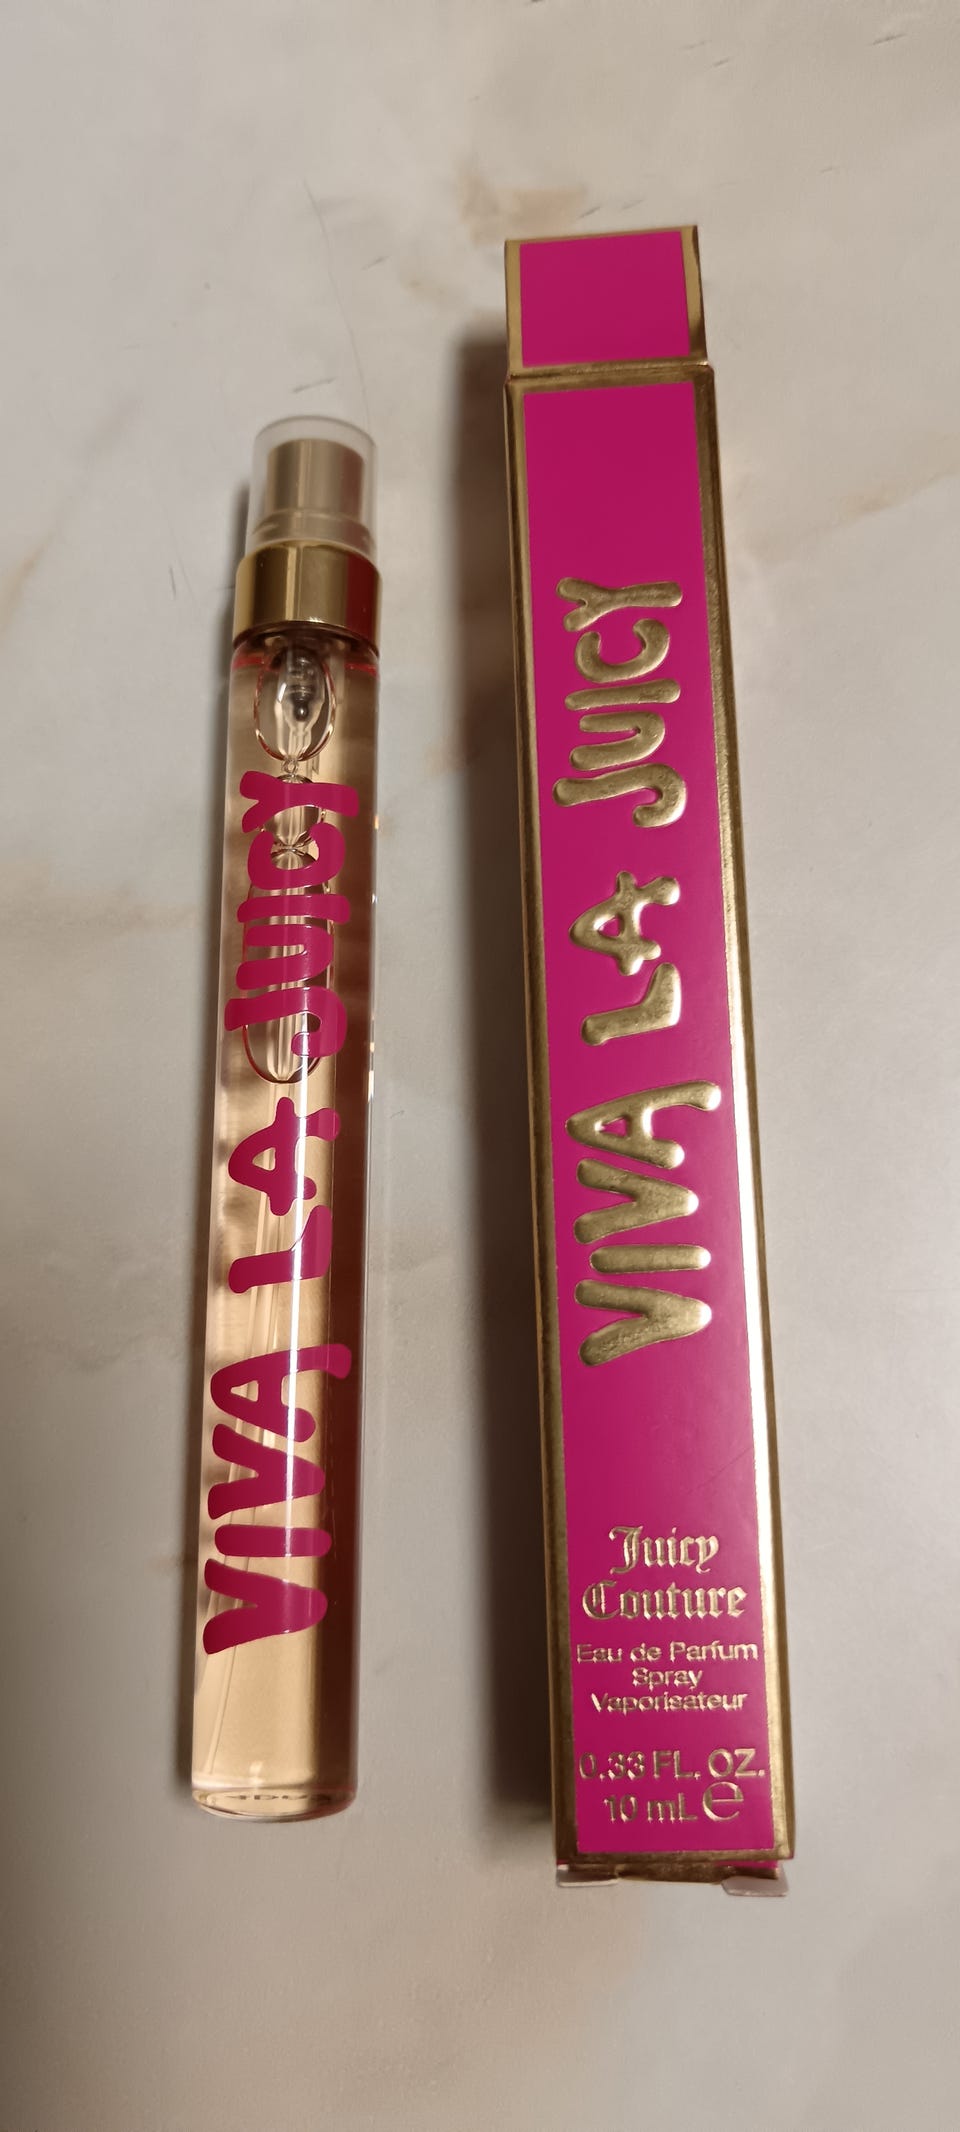 VIVA LA JUICY
VIVA LA JUICY
Juicy
Couture
Eau de Parfum
Spray
Vaporisateur
0.33 FL. OZ.
10 mL ℮